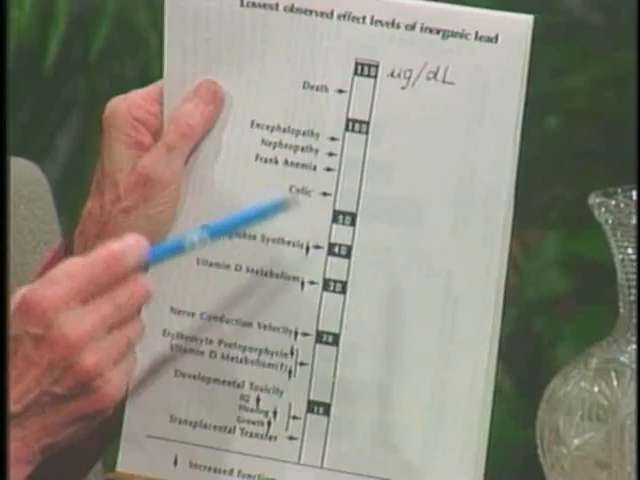 Lowest observed effect levels of inorganic lead
150 µg/dL
Death
100
Encephalopathy
Nephropathy
Frank Anemia
Colic
50
Synthesis
40
Vitamin D Metabolism
30
Nerve Conduction Velocity
20
Erythrocyte Protoporphyrin
Vitamin D Metabolism(?)
Developmental Toxicity
IQ
10
Hearing
Growth
Transplacental Transfer
Increased function